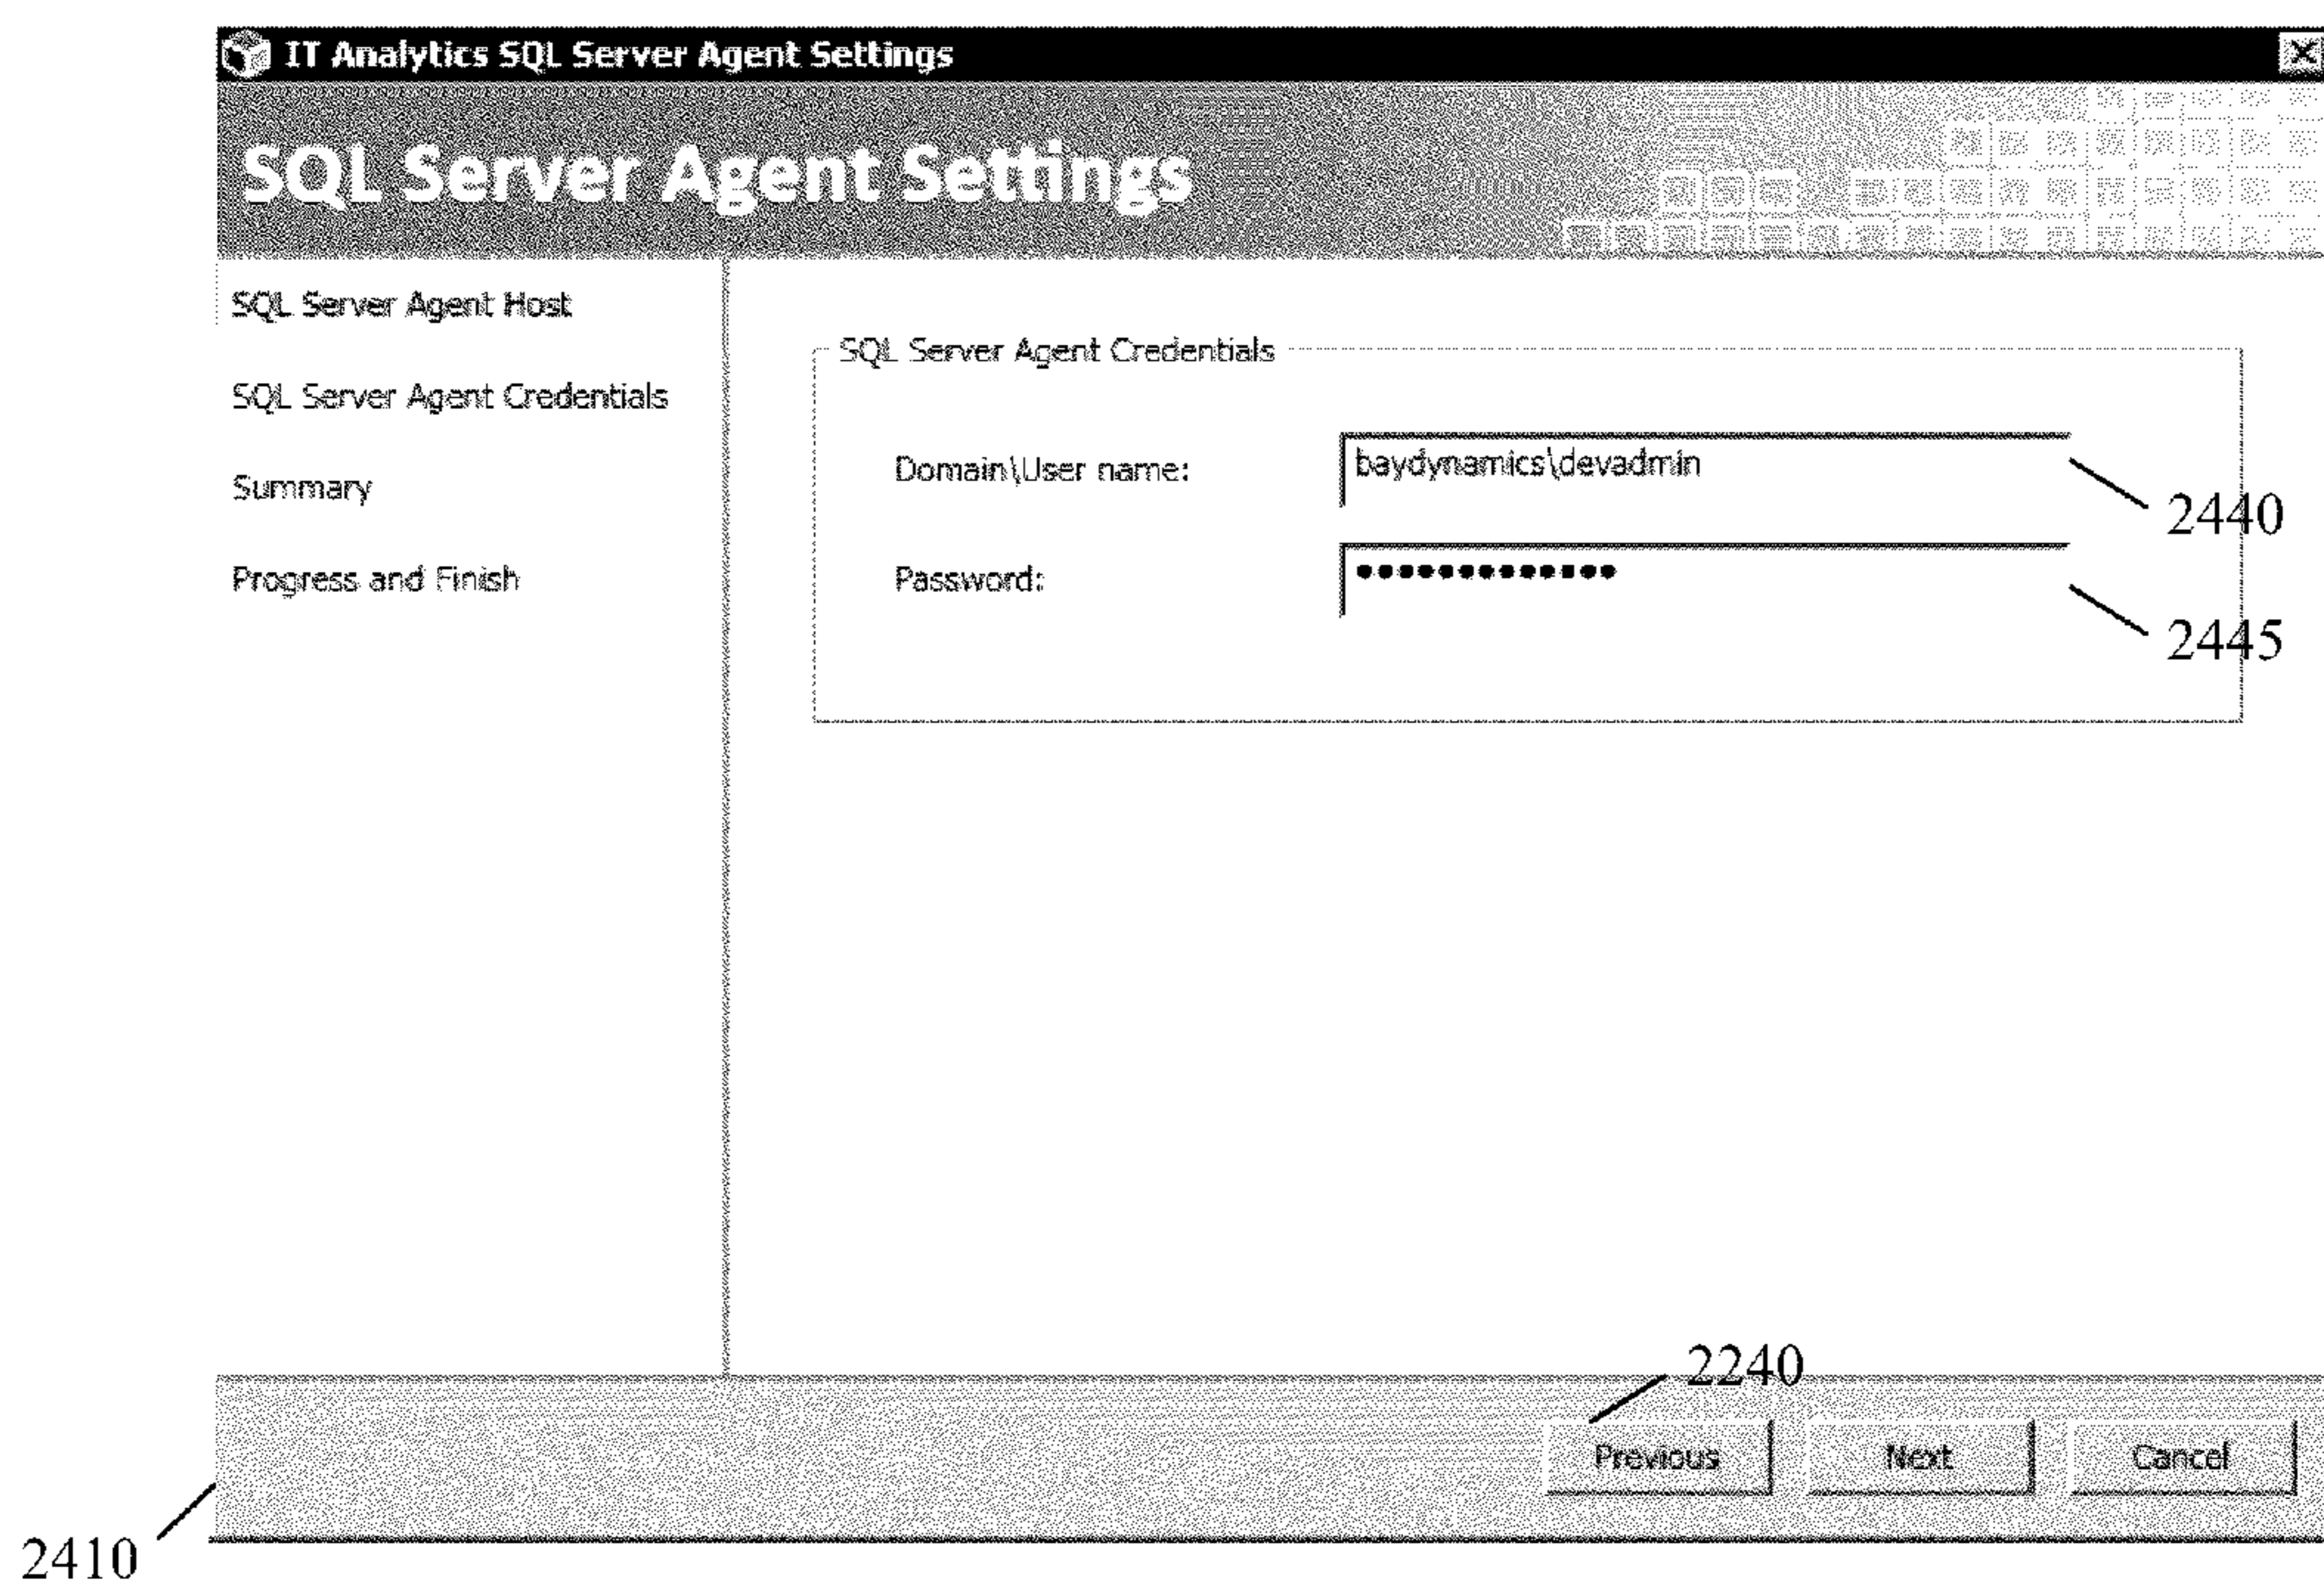 IT Analytics SQL Server Agent Settings
SQL Server Agent Settings
SQL Server Agent Host
SQL Server Agent Credentials
Summary
Progress and Finish
SQL Server Agent Credentials
Domain\User name:
baydynamics\devadmin
2440
Password:
•••••••••••••
2445
2240
Previous
Next
Cancel
2410